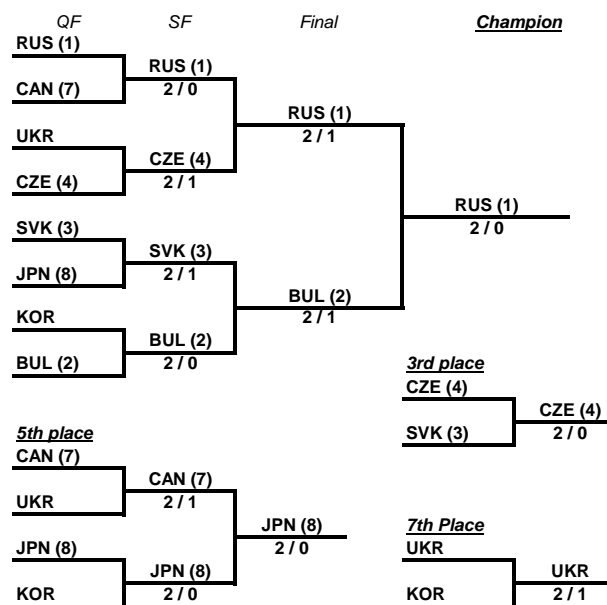 QF SF Final Champion
RUS (1)
RUS (1)
CAN (7)
2 / 0
RUS (1)
UKR
2 / 1
CZE (4)
CZE (4)
2 / 1
RUS (1)
SVK (3)
2 / 0
SVK (3)
JPN (8)
2 / 1
BUL (2)
KOR
2 / 1
BUL (2)
BUL (2)
2 / 0
3rd place
CZE (4)
CZE (4)
SVK (3)
2 / 0
5th place
CAN (7)
CAN (7)
UKR
2 / 1
JPN (8)
2 / 0
JPN (8)
JPN (8)
KOR
2 / 0
7th Place
UKR
UKR
KOR
2 / 1